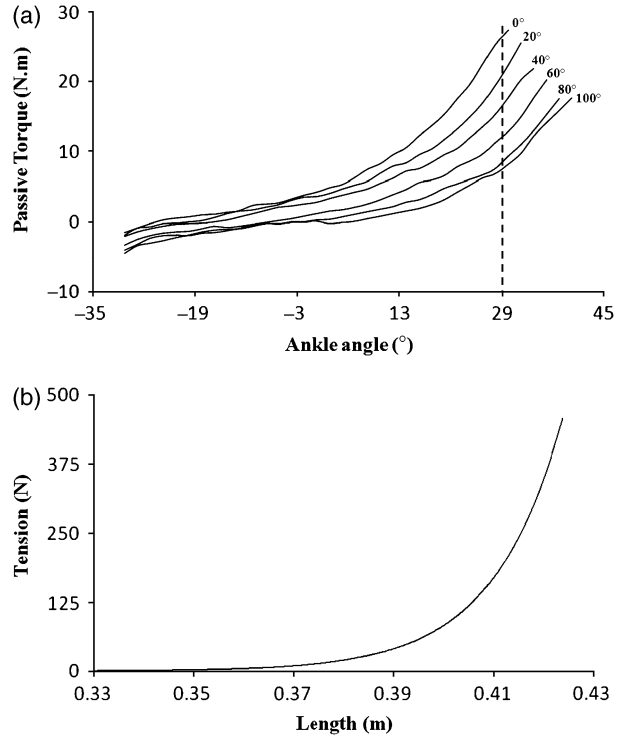 (a)
30
20
10
0
−10
Passive Torque (N.m)
0°
20°
40°
60°
80°
100°
−35 −19 −3 13 29 45
Ankle angle (°)
(b)
500
375
250
125
0
Tension (N)
0.33 0.35 0.37 0.39 0.41 0.43
Length (m)